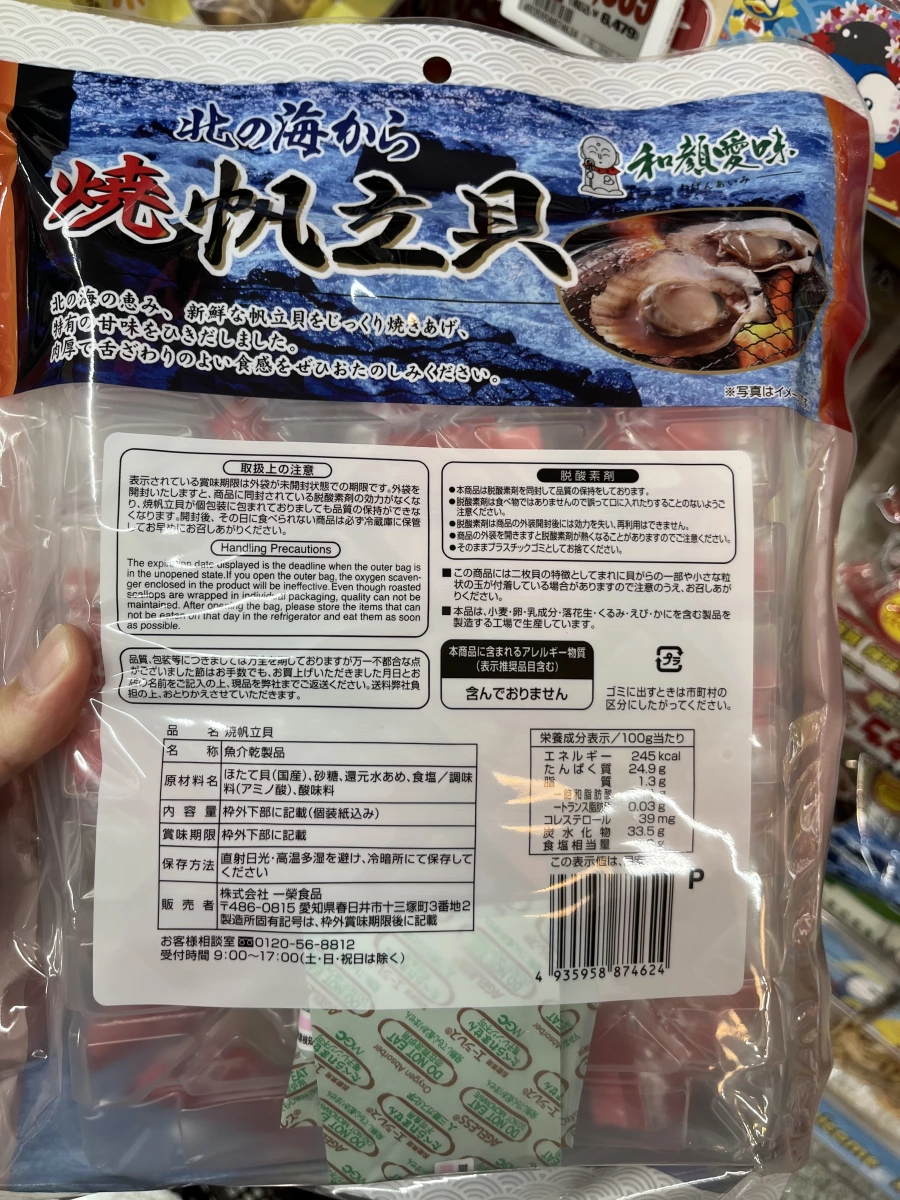 6,479
北の海から
焼帆立貝
和顔愛味
わげんあいみ
北の海の恵み、新鮮な帆立貝をじっくり焼きあげ、
特有の甘味をひきだしました。
肉厚で舌ざわりのよい食感をぜひおたのしみください。
※写真はイメ
取扱上の注意
表示されている賞味期限は外袋が未開封状態での期限です。外袋を
開封いたしますと、商品に同封されている脱酸素剤の効力がなくな
り、焼帆立貝が個包装に包まれておりましても品質の保持ができな
くなります。開封後、その日に食べられない商品は必ず冷蔵庫に保管
してお早めにお召しあがりください。
Handling Precautions
The expiration date displayed is the deadline when the outer bag is
in the unopened state. If you open the outer bag, the oxygen scaven-
ger enclosed in the product will be ineffective. Even though roasted
scallops are wrapped in individual packaging, quality can not be
maintained. After opening the bag, please store the items that can
not be eaten on that day in the refrigerator and eat them as soon
as possible.
品質、包装等につきましては万全を期しておりますが万一不都合な点
がございました節はお手数でも、お買上げいただきました月日とお
店の名前をご記入の上、現品を弊社までご返送ください。送料弊社負
担の上、おとりかえさせていただきます。
脱酸素剤
●本商品は脱酸素剤を同封して品質の保持をしております。
●脱酸素剤は食べ物ではありませんので誤って口に入れたりすることのないようご
注意ください。
●脱酸素剤は商品の外装開封後には効力を失い、再利用はできません。
●商品の外装を開きますと脱酸素剤が熱くなることがありますのでご注意ください。
●そのままプラスチックゴミとしてお捨てください。
■この商品には二枚貝の特徴としてまれに貝がらの一部や小さな粒
状の玉が付着している場合がありますので注意のうえ、お召しあが
りください。
■本品は、小麦・卵・乳成分・落花生・くるみ・えび・かにを含む製品を
製造する工場で生産しています。
本商品に含まれるアレルギー物質
(表示推奨品目含む)
含んでおりません
プラ
ゴミに出すときは市町村の
区分にしたがってください。
品名 焼帆立貝
名称 魚介乾製品
原材料名 ほたて貝(国産)、砂糖、還元水あめ、食塩/調味
料(アミノ酸)、酸味料
内容量 枠外下部に記載(個装紙込み)
賞味期限 枠外下部に記載
保存方法 直射日光・高温多湿を避け、冷暗所にて保存して
ください
販売者 株式会社 一榮食品
〒486-0815 愛知県春日井市十三塚町3番地2
製造所固有記号は、枠外賞味期限後に記載
お客様相談室 0120-56-8812
受付時間 9:00〜17:00(土・日・祝日は除く)
栄養成分表示/100g当たり
エネルギー 245kcal
たんぱく質 24.9g
脂質 1.3g
飽和脂肪酸 g
トランス脂肪酸 0.03g
コレステロール 39mg
炭水化物 33.5g
食塩相当量 g
この表示値は、目安
P
4 935958 874624
AGELESS
DO NOT EAT
Oxygen Absorber
たべられません
エージレス
MGC